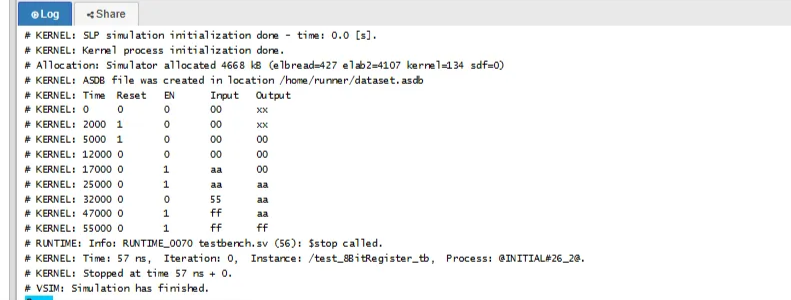 Log Share
# KERNEL: SLP simulation initialization done - time: 0.0 [s].
# KERNEL: Kernel process initialization done.
# Allocation: Simulator allocated 4668 kB (elbread=427 elab2=4107 kernel=134 sdf=0)
# KERNEL: ASDB file was created in location /home/runner/dataset.asdb
# KERNEL: Time Reset EN Input Output
# KERNEL: 0 0 0 00 xx
# KERNEL: 2000 1 0 00 xx
# KERNEL: 5000 1 0 00 00
# KERNEL: 12000 0 0 00 00
# KERNEL: 17000 0 1 aa 00
# KERNEL: 25000 0 1 aa aa
# KERNEL: 32000 0 0 55 aa
# KERNEL: 47000 0 1 ff aa
# KERNEL: 55000 0 1 ff ff
# RUNTIME: Info: RUNTIME_0070 testbench.sv (56): $stop called.
# KERNEL: Time: 57 ns, Iteration: 0, Instance: /test_8BitRegister_tb, Process: @INITIAL#26_2@.
# KERNEL: Stopped at time 57 ns + 0.
# VSIM: Simulation has finished.